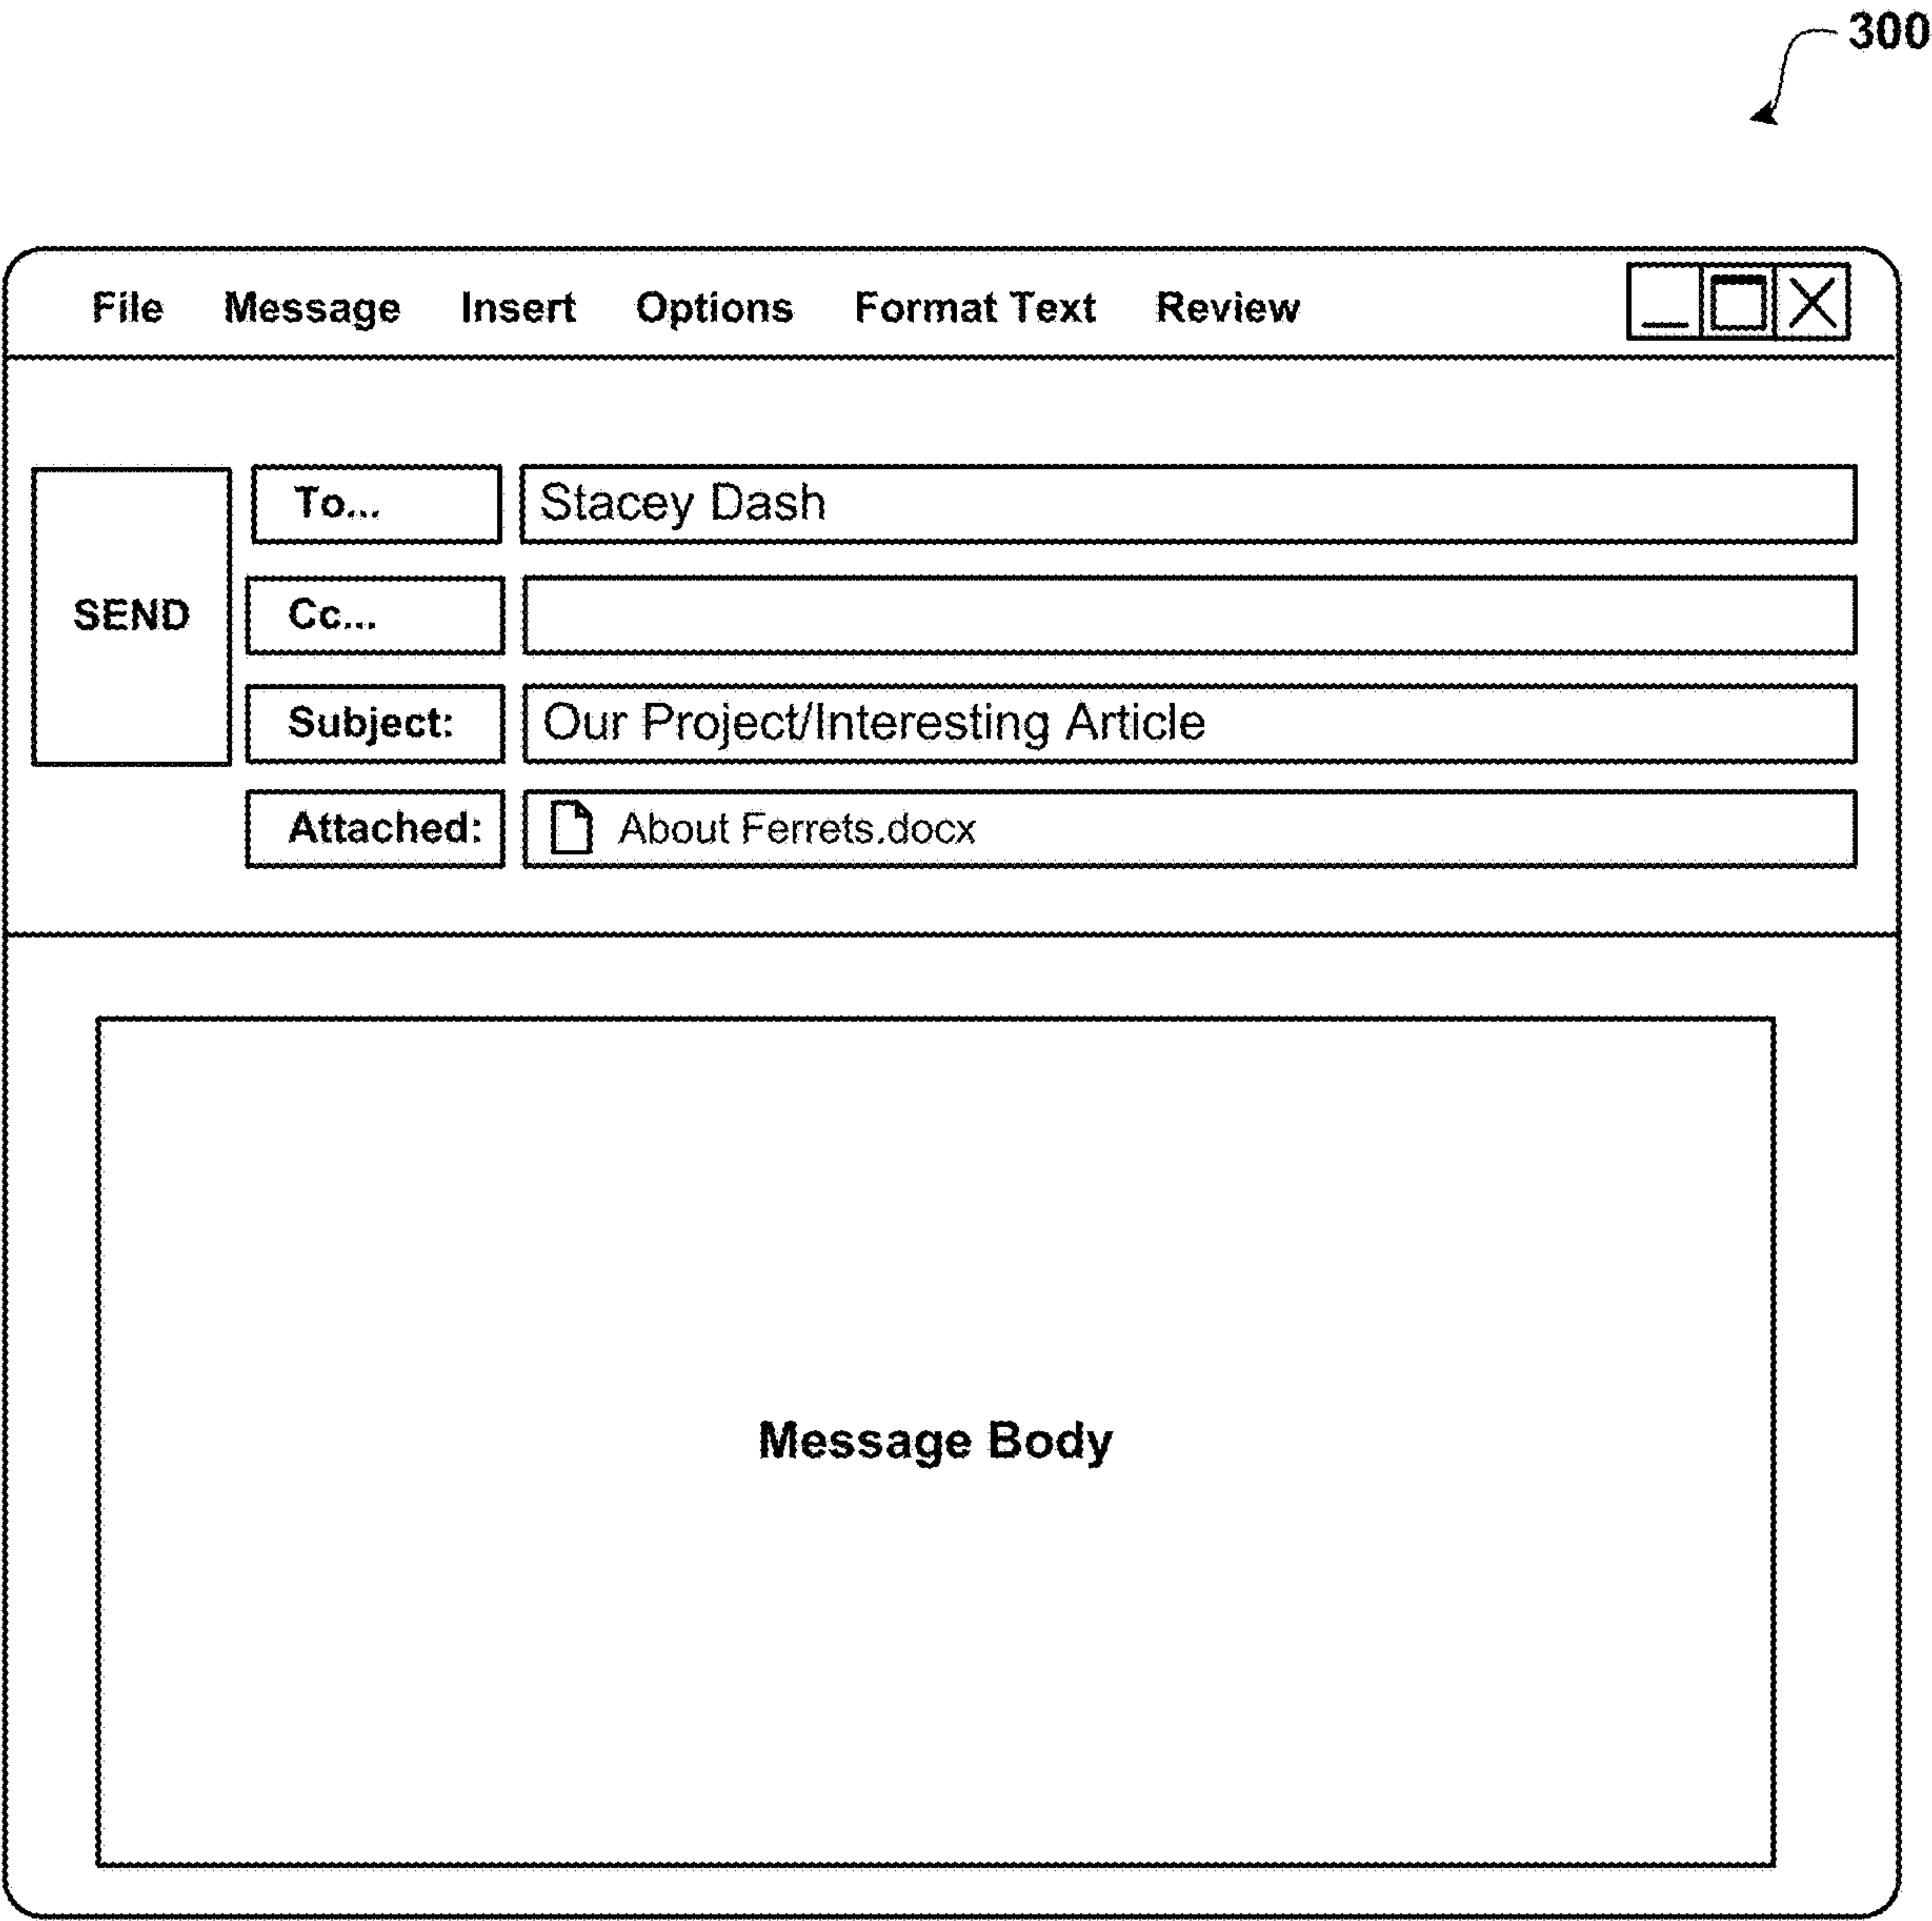 300
File Message Insert Options Format Text Review
To... Stacey Dash
SEND Cc...
Subject: Our Project/Interesting Article
Attached: About Ferrets.docx
Message Body